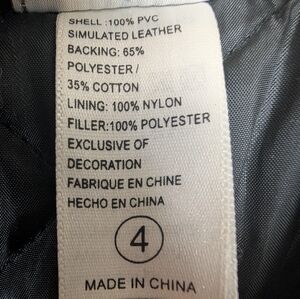 SHELL :100% PVC
SIMULATED LEATHER
BACKING: 65%
POLYESTER /
35% COTTON
LINING: 100% NYLON
FILLER:100% POLYESTER
EXCLUSIVE OF
DECORATION
FABRIQUE EN CHINE
HECHO EN CHINA
4
MADE IN CHINA